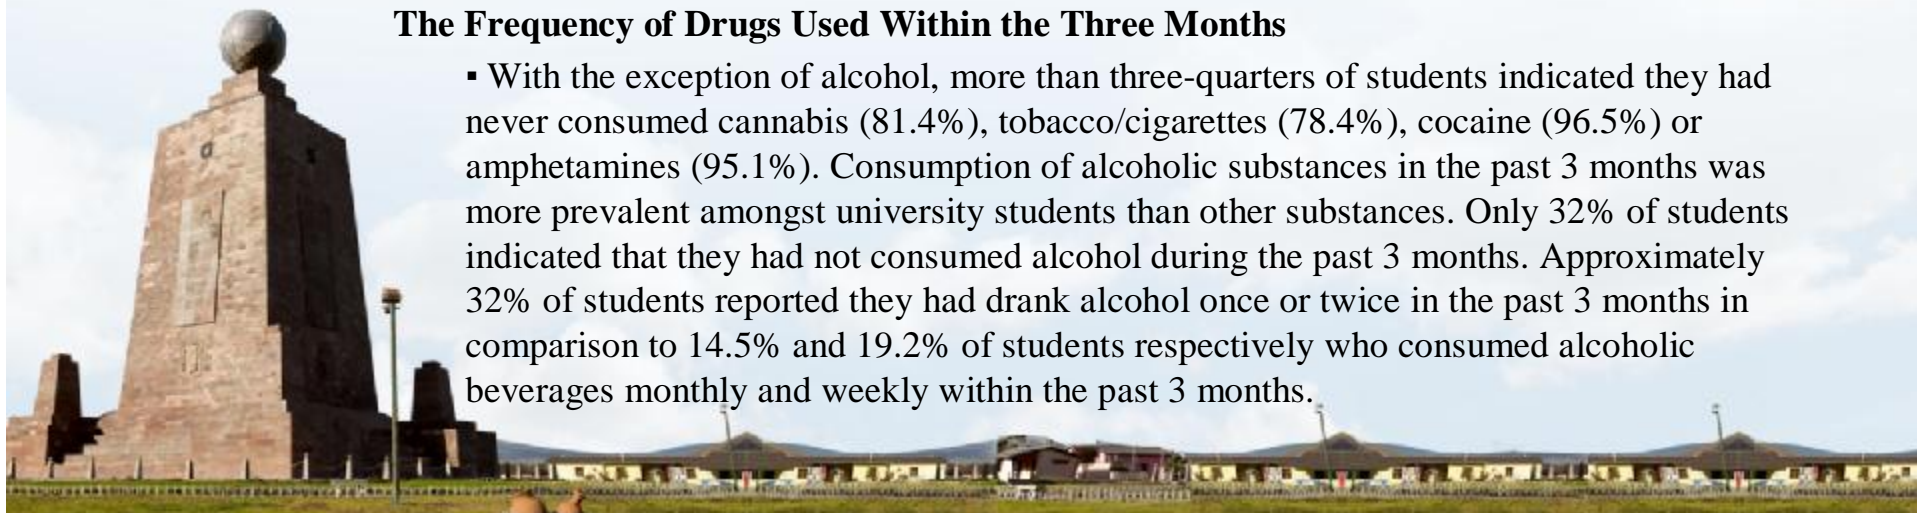 The Frequency of Drugs Used Within the Three Months
▪ With the exception of alcohol, more than three-quarters of students indicated they had
never consumed cannabis (81.4%), tobacco/cigarettes (78.4%), cocaine (96.5%) or
amphetamines (95.1%). Consumption of alcoholic substances in the past 3 months was
more prevalent amongst university students than other substances. Only 32% of students
indicated that they had not consumed alcohol during the past 3 months. Approximately
32% of students reported they had drank alcohol once or twice in the past 3 months in
comparison to 14.5% and 19.2% of students respectively who consumed alcoholic
beverages monthly and weekly within the past 3 months.